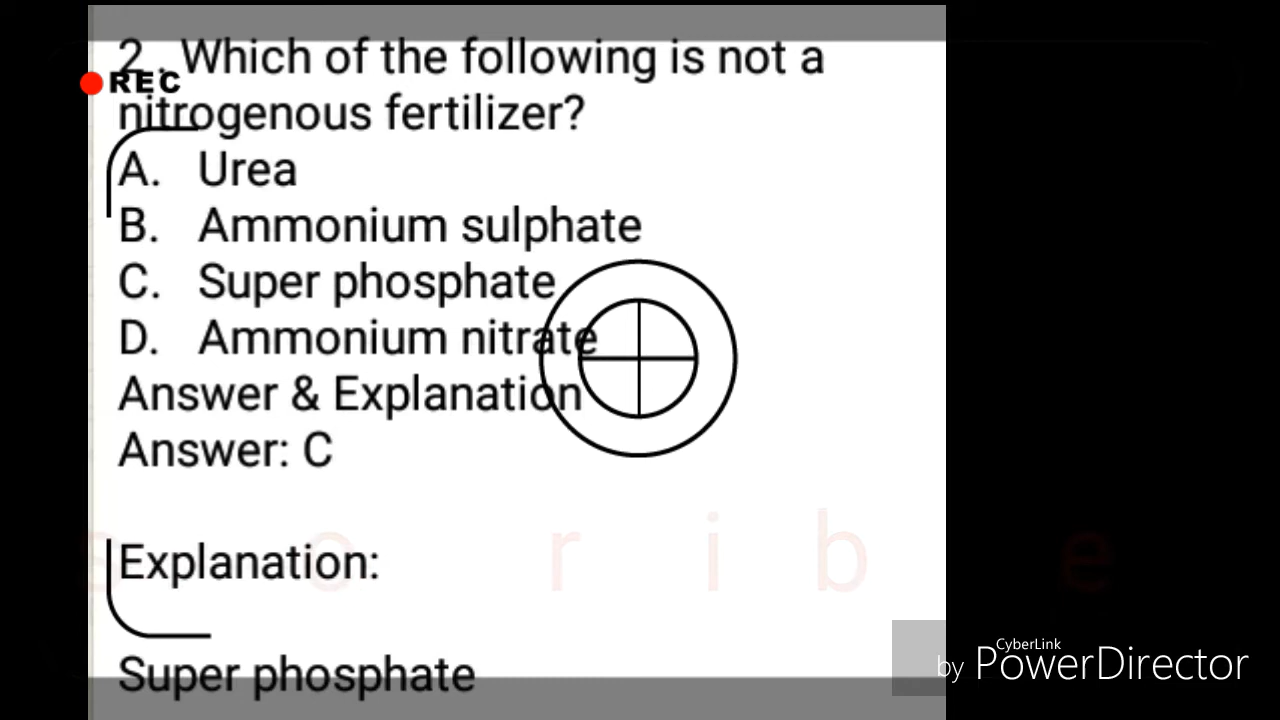 2 . Which of the following is not a
REC
nitrogenous fertilizer?
A. Urea
B. Ammonium sulphate
C. Super phosphate
D. Ammonium nitrate
Answer & Explanation
Answer: C
s c r i b e
Explanation:
Super phosphate
CyberLink
by PowerDirector